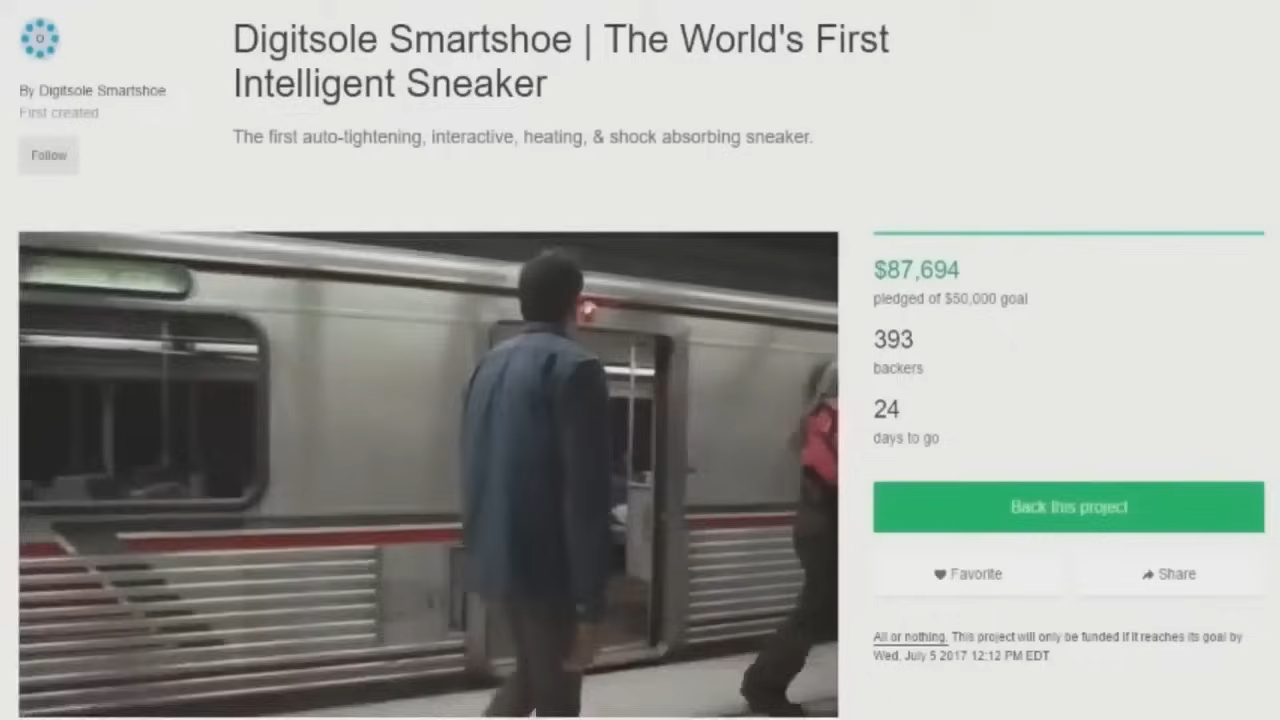 Digitsole Smartshoe | The World's First
Intelligent Sneaker
By Digitsole Smartshoe
First created
Follow
The first auto-tightening, interactive, heating, & shock absorbing sneaker.
$87,694
pledged of $50,000 goal
393
backers
24
days to go
Back this project
Favorite
Share
All or nothing. This project will only be funded if it reaches its goal by
Wed, July 5 2017 12:12 PM EDT